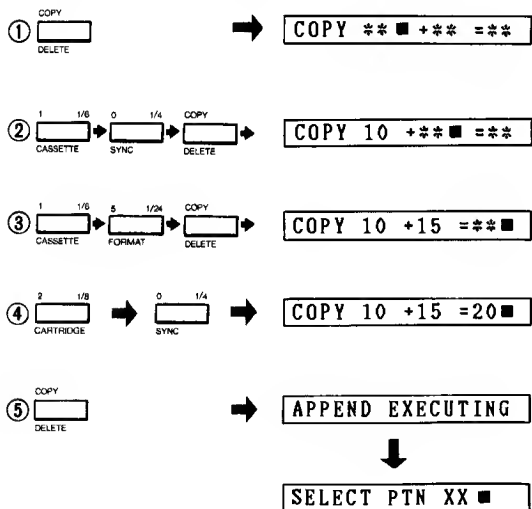 COPY
① DELETE
COPY ** ■ +** =**
1 1/6 0 1/4 COPY
② CASSETTE SYNC DELETE
COPY 10 +** ■ =**
1 1/6 5 1/24 COPY
③ CASSETTE FORMAT DELETE
COPY 10 +15 =** ■
2 1/8 0 1/4
④ CARTRIDGE SYNC
COPY 10 +15 =20 ■
COPY
⑤ DELETE
APPEND EXECUTING
SELECT PTN XX ■